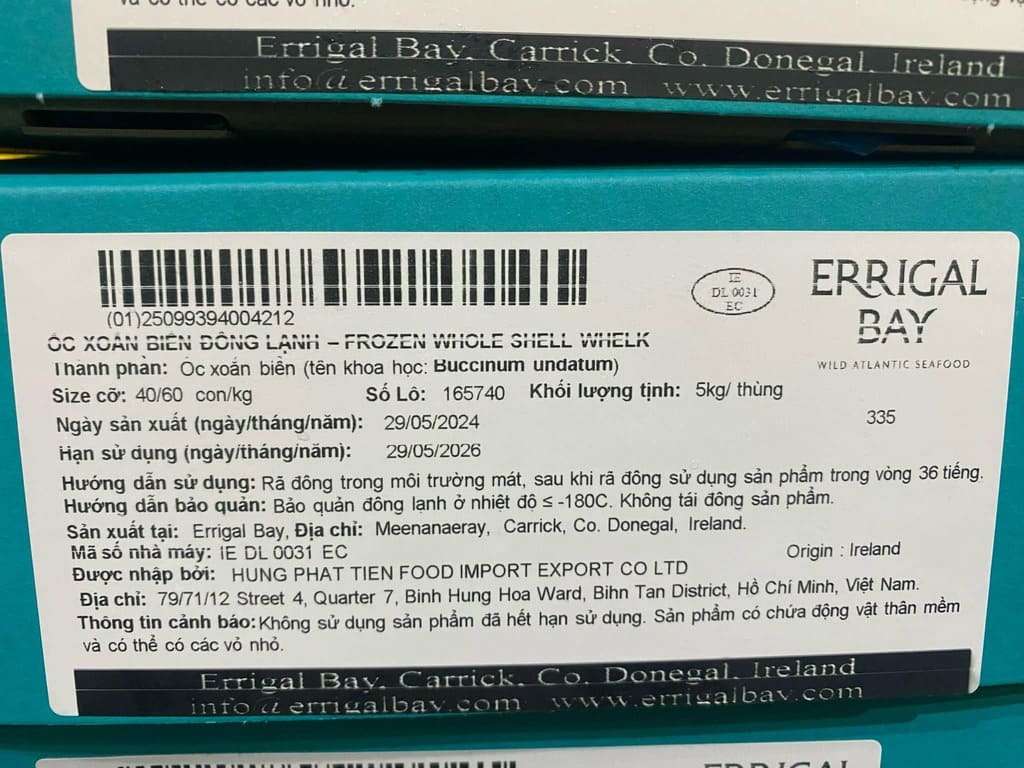 và có thể có các vỏ nhỏ.
Errigal Bay, Carrick, Co. Donegal, Ireland
info@errigalbay.com www.errigalbay.com
(01)25099394004212
IE
DL 0031
EC
ERRIGAL
BAY
WILD ATLANTIC SEAFOOD
ỐC XOẮN BIỂN ĐÔNG LẠNH – FROZEN WHOLE SHELL WHELK
Thành phần: Ốc xoắn biển (tên khoa học: Buccinum undatum)
Size cỡ: 40/60 con/kg Số Lô: 165740 Khối lượng tịnh: 5kg/ thùng
Ngày sản xuất (ngày/tháng/năm): 29/05/2024 335
Hạn sử dụng (ngày/tháng/năm): 29/05/2026
Hướng dẫn sử dụng: Rã đông trong môi trường mát, sau khi rã đông sử dụng sản phẩm trong vòng 36 tiếng.
Hướng dẫn bảo quản: Bảo quản đông lạnh ở nhiệt độ ≤ -180C. Không tái đông sản phẩm.
Sản xuất tại: Errigal Bay, Địa chỉ: Meenanaeray, Carrick, Co. Donegal, Ireland.
Mã số nhà máy: IE DL 0031 EC Origin : Ireland
Được nhập bởi: HUNG PHAT TIEN FOOD IMPORT EXPORT CO LTD
Địa chỉ: 79/71/12 Street 4, Quarter 7, Binh Hung Hoa Ward, Bihn Tan District, Hồ Chí Minh, Việt Nam.
Thông tin cảnh báo: Không sử dụng sản phẩm đã hết hạn sử dụng. Sản phẩm có chứa động vật thân mềm
và có thể có các vỏ nhỏ.
Errigal Bay, Carrick, Co. Donegal, Ireland
info@errigalbay.com www.errigalbay.com
ERRIGAL